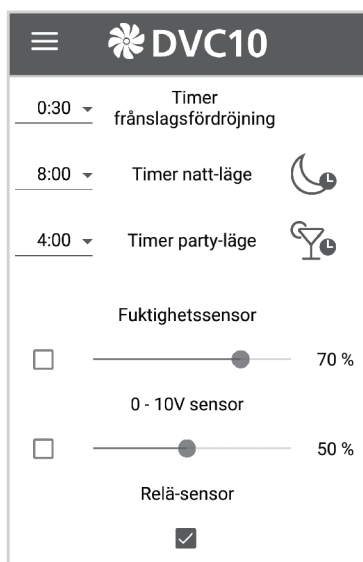 DVC10
0:30
Timer
frånslagsfördröjning
8:00 Timer natt-läge
4:00 Timer party-läge
Fuktighetssensor
70 %
0 - 10V sensor
50 %
Relä-sensor